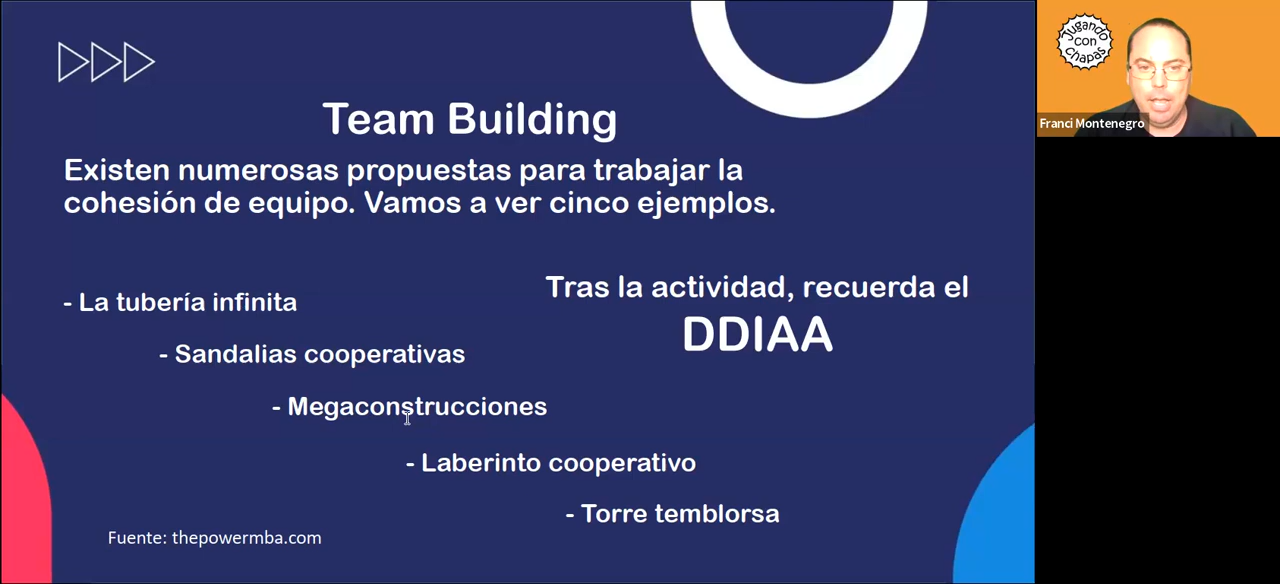 Team Building
Existen numerosas propuestas para trabajar la
cohesión de equipo. Vamos a ver cinco ejemplos.
- La tubería infinita
- Sandalias cooperativas
- Megaconstrucciones
- Laberinto cooperativo
- Torre temblorsa
Tras la actividad, recuerda el
DDIAA
Fuente: thepowermba.com
Jugando
con
Chapas
Franci Montenegro